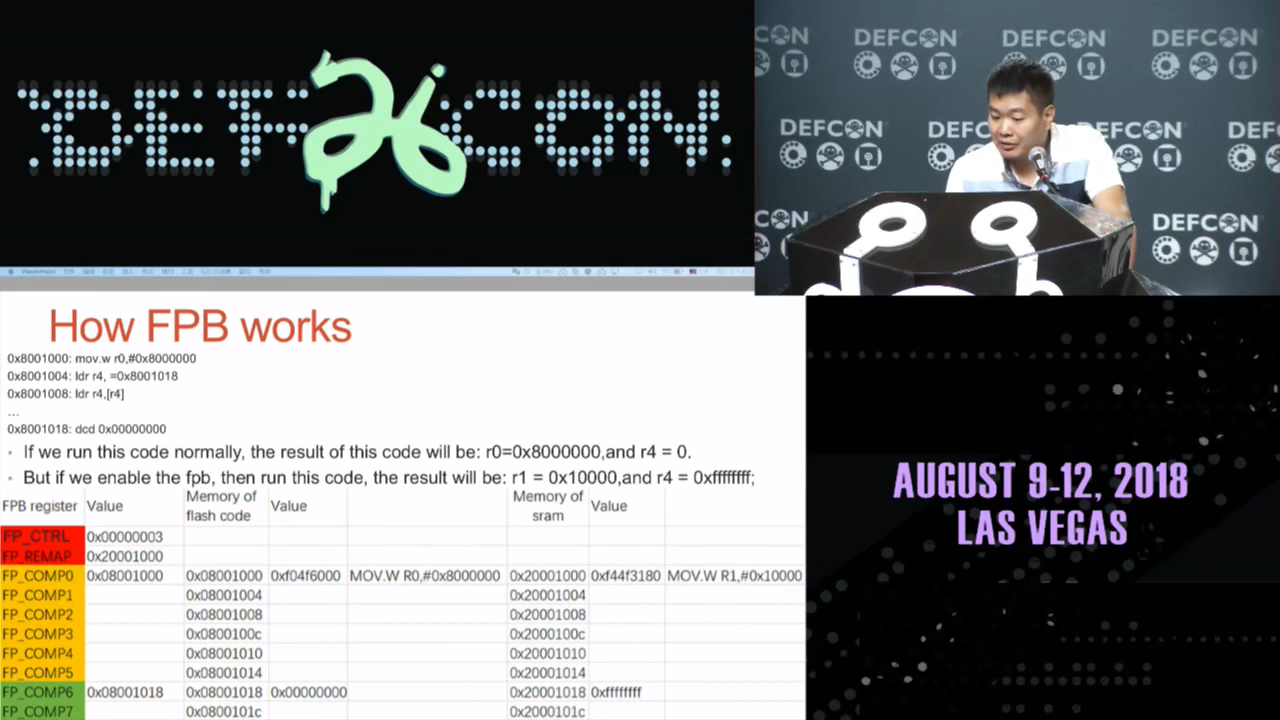 DEF CON 26
DEFCON
DEFCON
DEFCON
DEFCON
DEFCON
DEFCON
DEFCON
DEFCON
How FPB works
0x8001000: mov.w r0,#0x8000000
0x8001004: ldr r4, =0x8001018
0x8001008: ldr r4,[r4]
...
0x8001018: dcd 0x00000000
• If we run this code normally, the result of this code will be: r0=0x8000000,and r4 = 0.
• But if we enable the fpb, then run this code, the result will be: r1 = 0x10000,and r4 = 0xffffffff;
FPB register Value Memory of flash code Value Memory of sram Value
FP_CTRL 0x00000003
FP_REMAP 0x20001000
FP_COMP0 0x08001000 0x08001000 0xf04f6000 MOV.W R0,#0x8000000 0x20001000 0xf44f3180 MOV.W R1,#0x10000
FP_COMP1 0x08001004 0x20001004
FP_COMP2 0x08001008 0x20001008
FP_COMP3 0x0800100c 0x2000100c
FP_COMP4 0x08001010 0x20001010
FP_COMP5 0x08001014 0x20001014
FP_COMP6 0x08001018 0x08001018 0x00000000 0x20001018 0xffffffff
FP_COMP7 0x0800101c 0x2000101c
AUGUST 9-12, 2018
LAS VEGAS